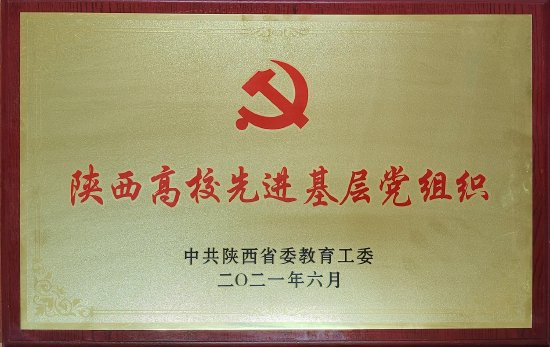 陕西高校先进基层党组织
中共陕西省委教育工委
二〇二一年六月